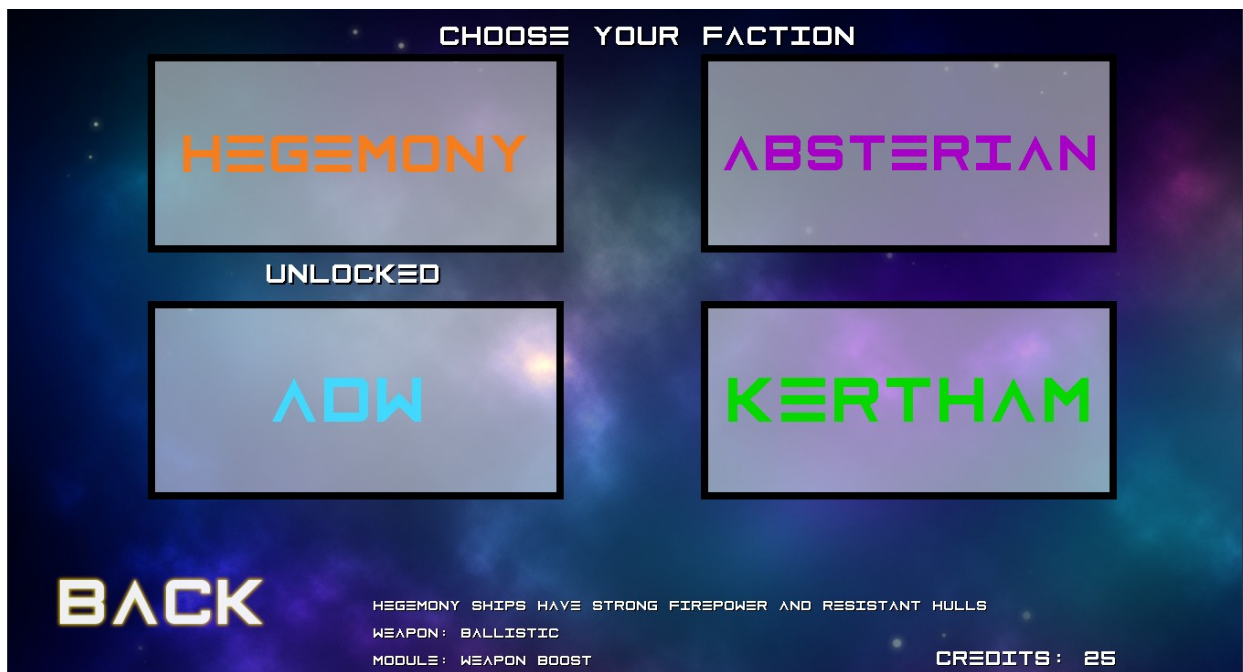 CHOOSE YOUR FACTION
HEGEMONY
ABSTERIAN
UNLOCKED
ADW
KERTHAM
BACK
HEGEMONY SHIPS HAVE STRONG FIREPOWER AND RESISTANT HULLS
WEAPON: BALLISTIC
MODULE: WEAPON BOOST
CREDITS: 25